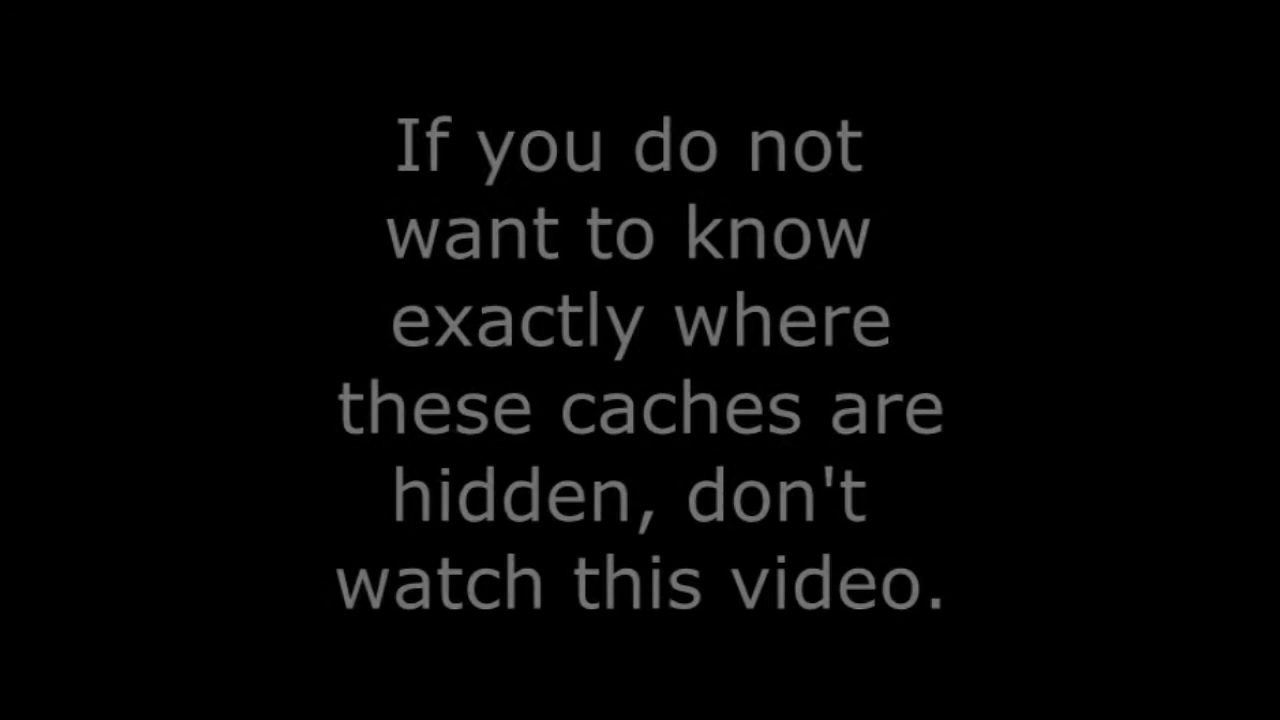 If you do not
want to know
exactly where
these caches are
hidden, don't
watch this video.